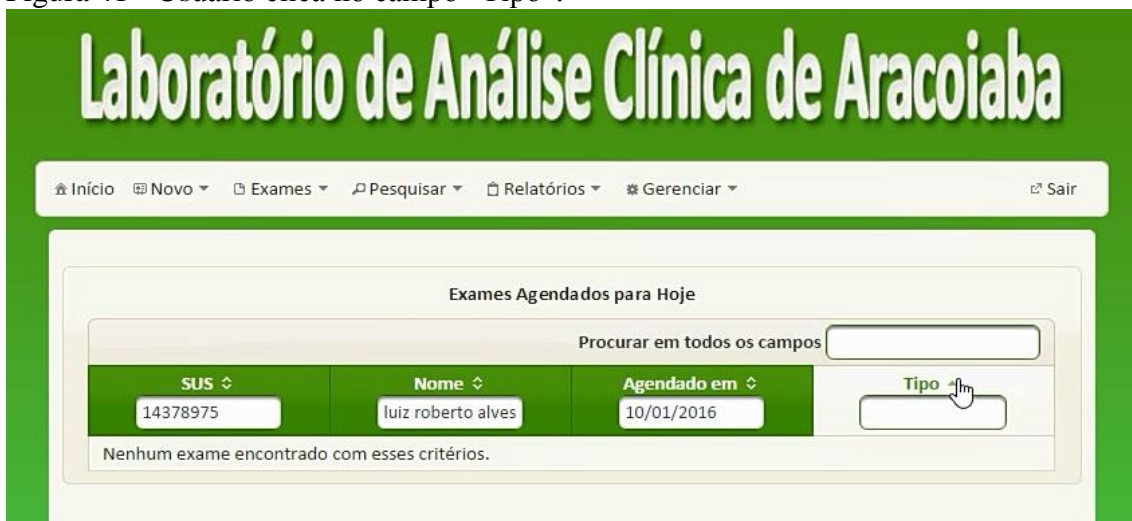 Laboratório de Análise Clínica de Aracoiaba
Início Novo Exames Pesquisar Relatórios Gerenciar Sair
Exames Agendados para Hoje
Procurar em todos os campos
SUS Nome Agendado em Tipo
14378975 luiz roberto alves 10/01/2016
Nenhum exame encontrado com esses critérios.